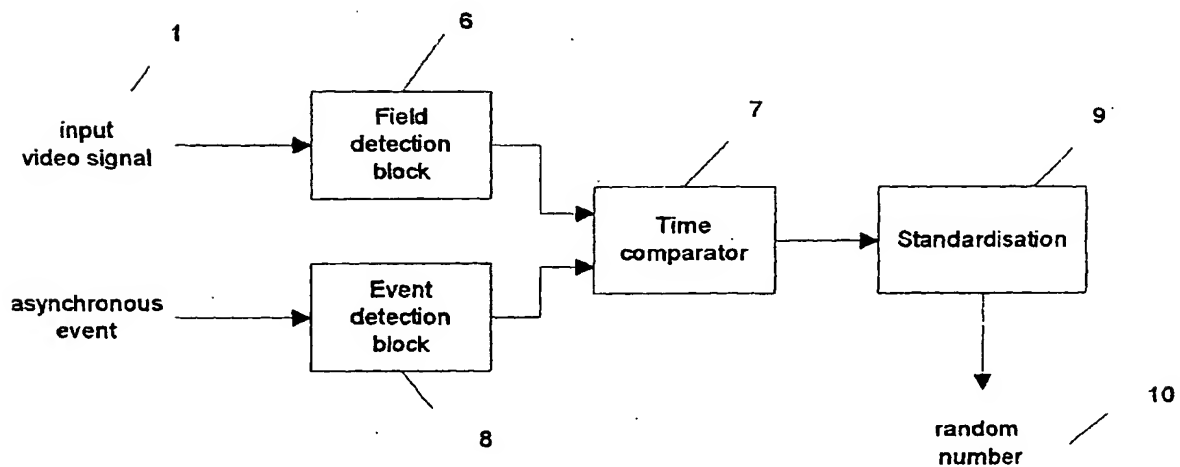 1
6
input
video signal
Field
detection
block
7
9
Time
comparator
Standardisation
asynchronous
event
Event
detection
block
8
10
random
number